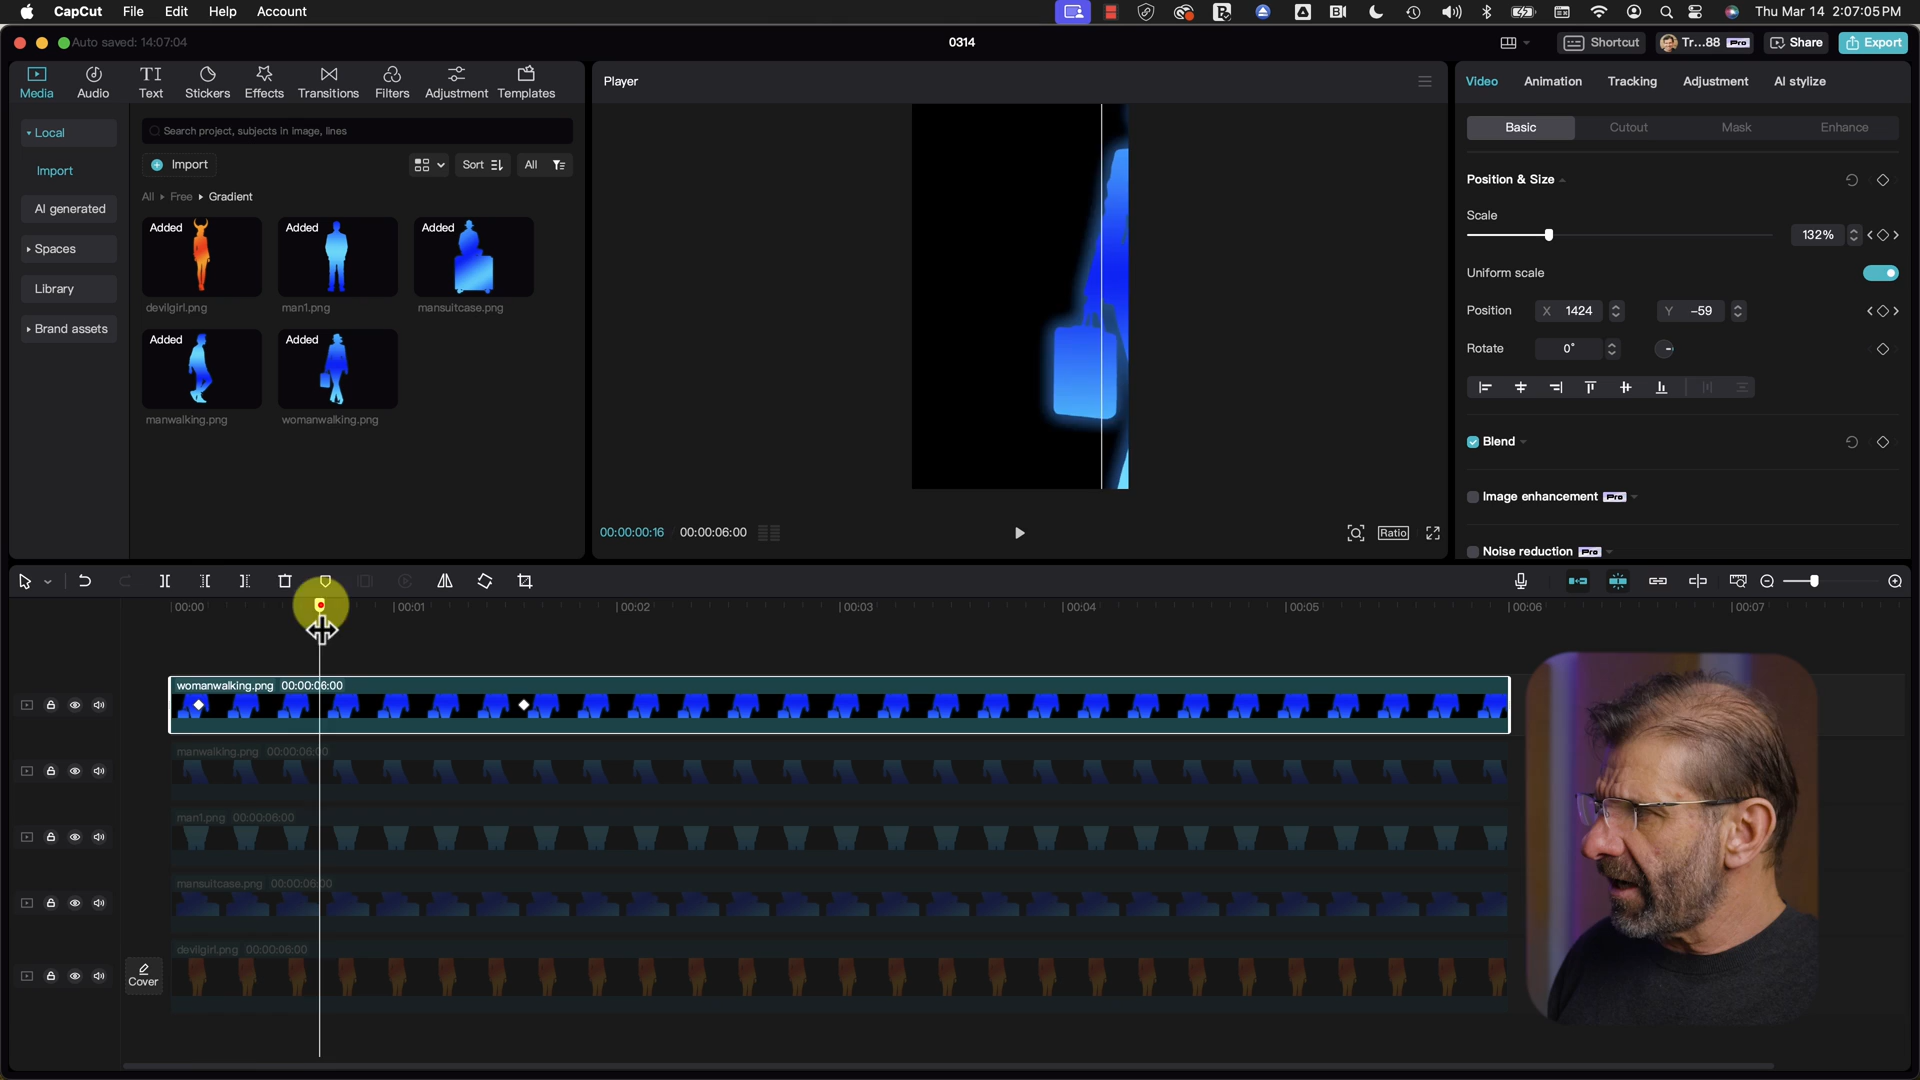 CapCut File Edit Help Account
Thu Mar 14 2:07:05 PM
Auto saved: 14:07:04
0314
Shortcut
Tr...88 Pro
Share
Export
Media
Audio
Text
Stickers
Effects
Transitions
Filters
Adjustment
Templates
Local
Import
AI generated
Spaces
Library
Brand assets
Search project, subjects in image, lines
Import
Sort
All
All Free Gradient
Added
Added
Added
devilgirl.png
man1.png
mansuitcase.png
Added
Added
manwalking.png
womanwalking.png
Player
00:00:00:16 00:00:06:00
Ratio
Video Animation Tracking Adjustment AI stylize
Basic Cutout Mask Enhance
Position & Size
Scale
132%
Uniform scale
Position X 1424 Y -59
Rotate 0°
Blend
Image enhancement Pro
Noise reduction Pro
00:00 00:01 00:02 00:03 00:04 00:05 00:06 00:07
womanwalking.png 00:00:06:00
manwalking.png 00:00:06:00
man1.png 00:00:06:00
mansuitcase.png 00:00:06:00
devilgirl.png 00:00:06:00
Cover